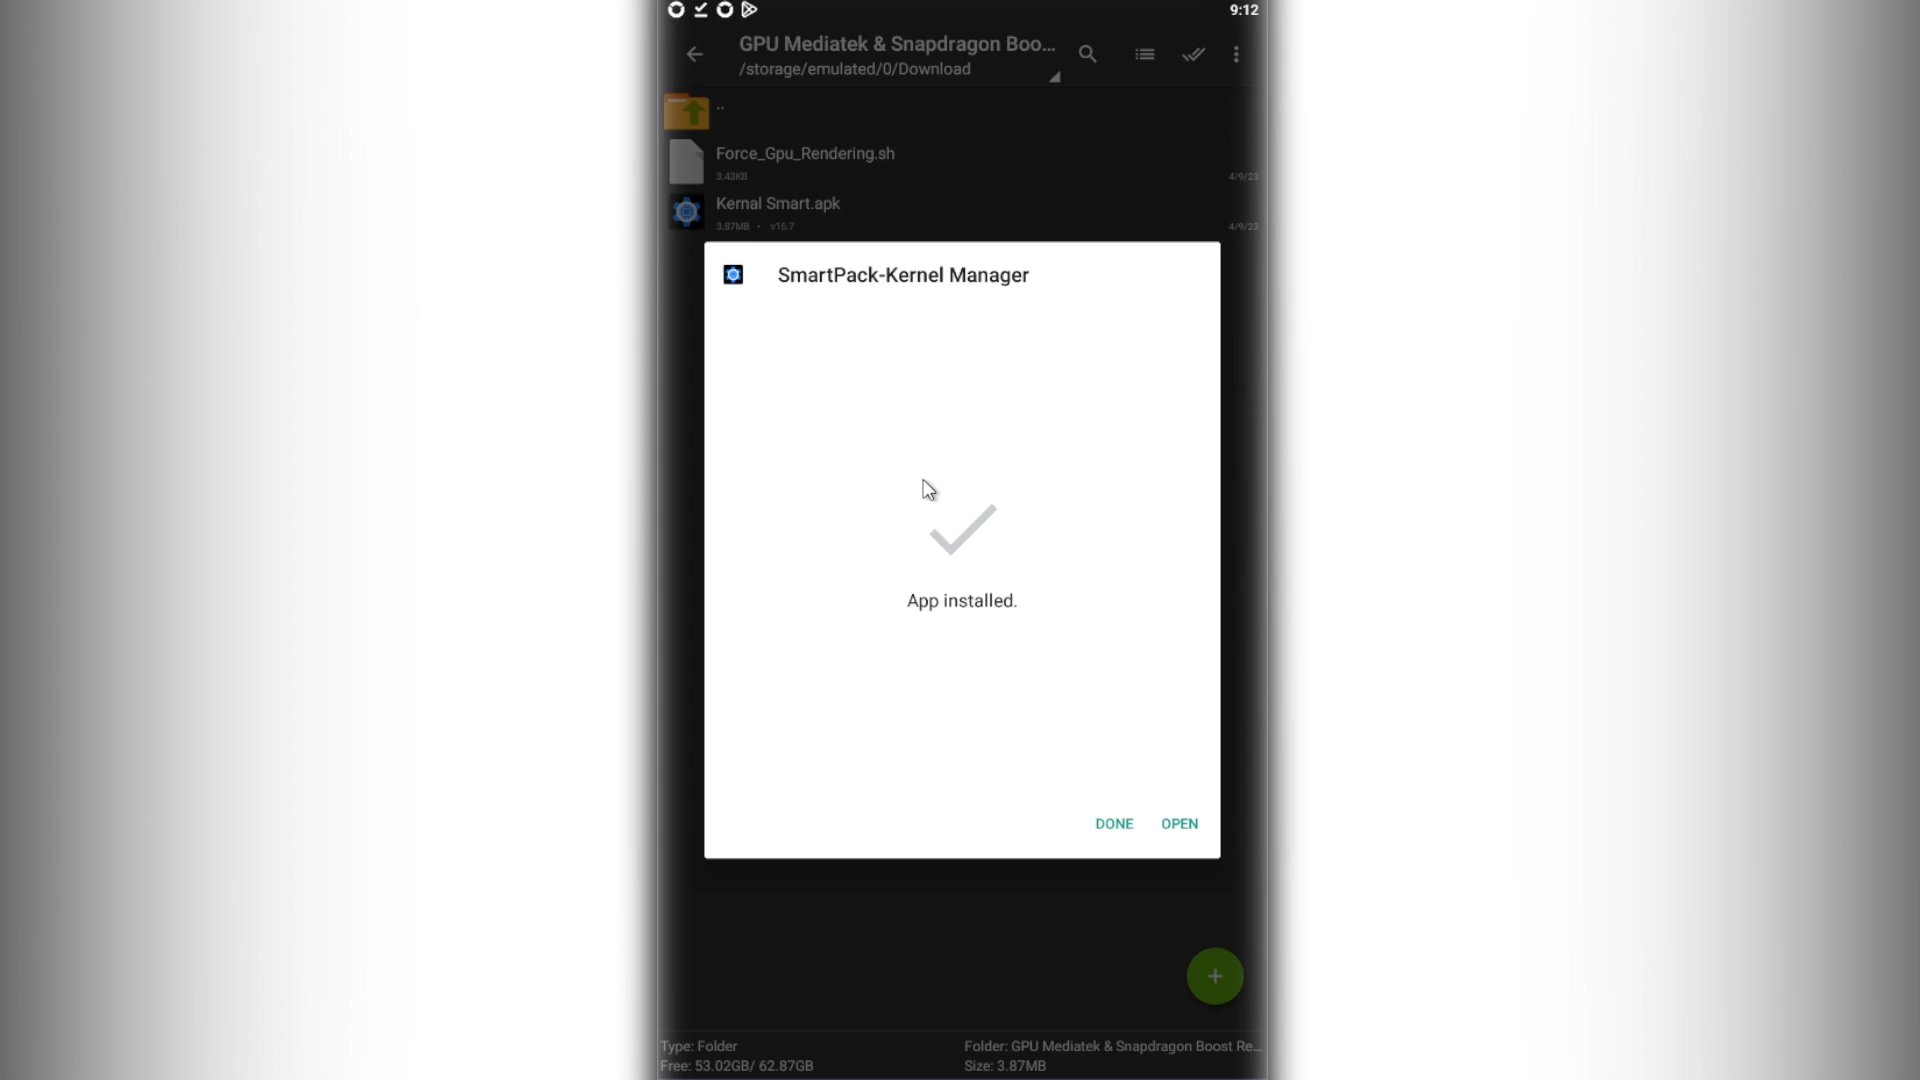 9:12
GPU Mediatek & Snapdragon Boo...
/storage/emulated/0/Download
..
Force_Gpu_Rendering.sh
3.43KB
4/9/23
Kernal Smart.apk
3.87MB • v16.7
4/9/23
SmartPack-Kernel Manager
App installed.
DONE OPEN
Type: Folder
Free: 53.02GB/ 62.87GB
Folder: GPU Mediatek & Snapdragon Boost Re...
Size: 3.87MB